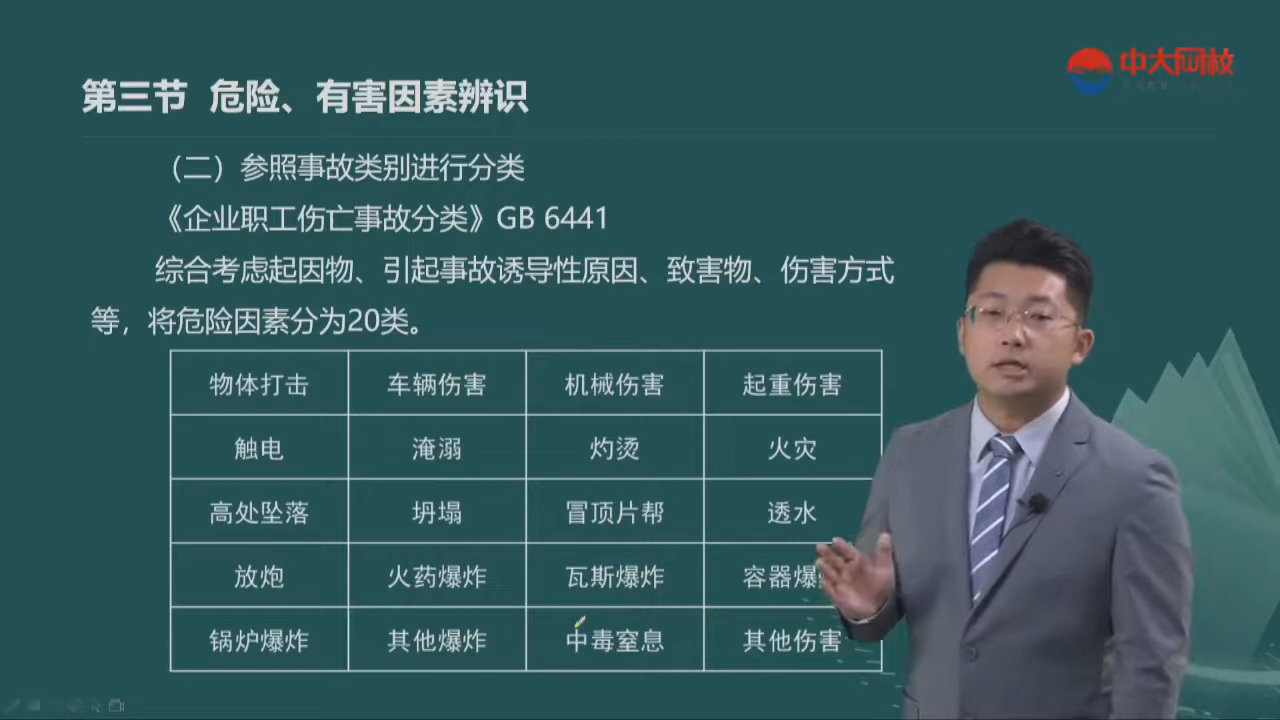 中大网校
第三节 危险、有害因素辨识
（二）参照事故类别进行分类
《企业职工伤亡事故分类》GB 6441
综合考虑起因物、引起事故诱导性原因、致害物、伤害方式
等，将危险因素分为20类。
物体打击 车辆伤害 机械伤害 起重伤害
触电 淹溺 灼烫 火灾
高处坠落 坍塌 冒顶片帮 透水
放炮 火药爆炸 瓦斯爆炸 容器爆
锅炉爆炸 其他爆炸 中毒窒息 其他伤害